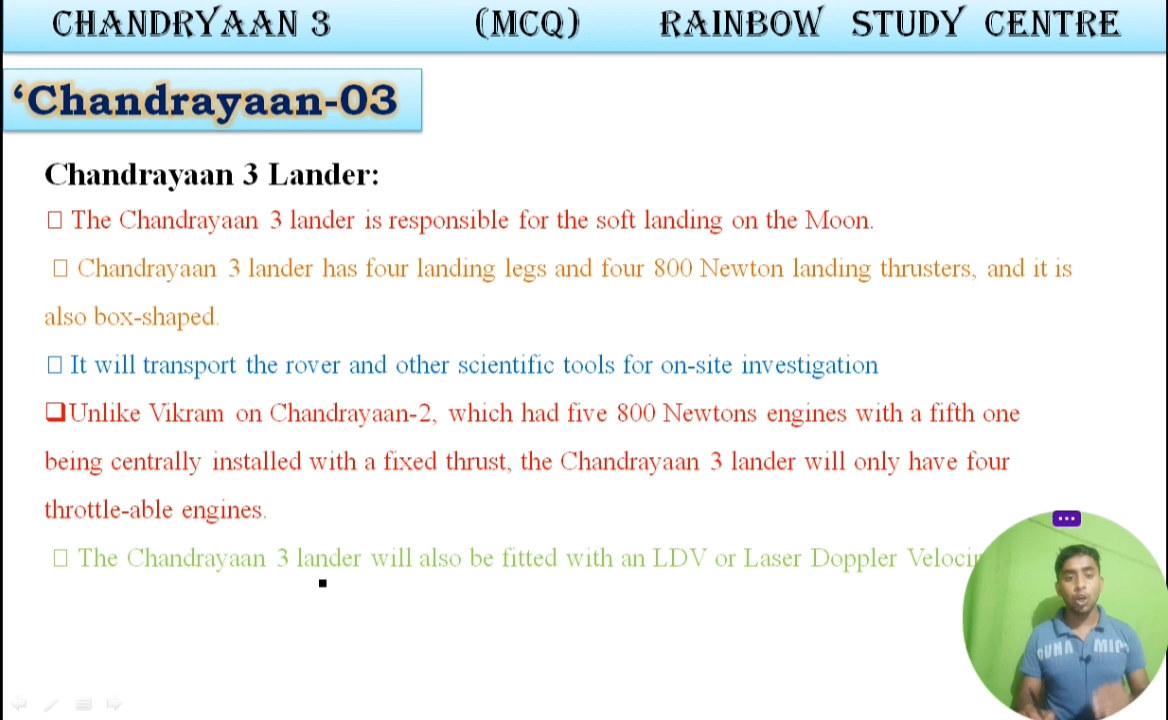 CHANDRYAAN 3 (MCQ) RAINBOW STUDY CENTRE
‘Chandrayaan-03
Chandrayaan 3 Lander:
The Chandrayaan 3 lander is responsible for the soft landing on the Moon.
Chandrayaan 3 lander has four landing legs and four 800 Newton landing thrusters, and it is
also box-shaped.
It will transport the rover and other scientific tools for on-site investigation
Unlike Vikram on Chandrayaan-2, which had five 800 Newtons engines with a fifth one
being centrally installed with a fixed thrust, the Chandrayaan 3 lander will only have four
throttle-able engines.
The Chandrayaan 3 lander will also be fitted with an LDV or Laser Doppler